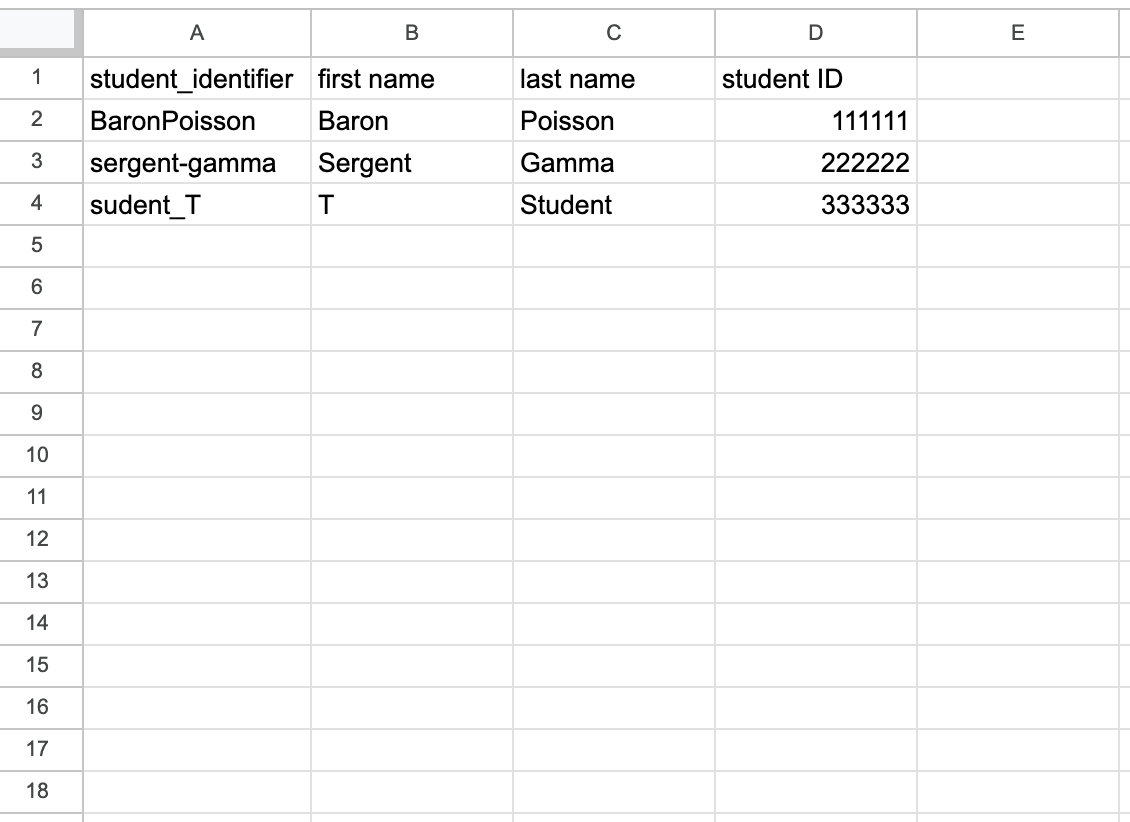 A B C D E
1 student_identifier first name last name student ID
2 BaronPoisson Baron Poisson 111111
3 sergent-gamma Sergent Gamma 222222
4 sudent_T T Student 333333
5
6
7
8
9
10
11
12
13
14
15
16
17
18